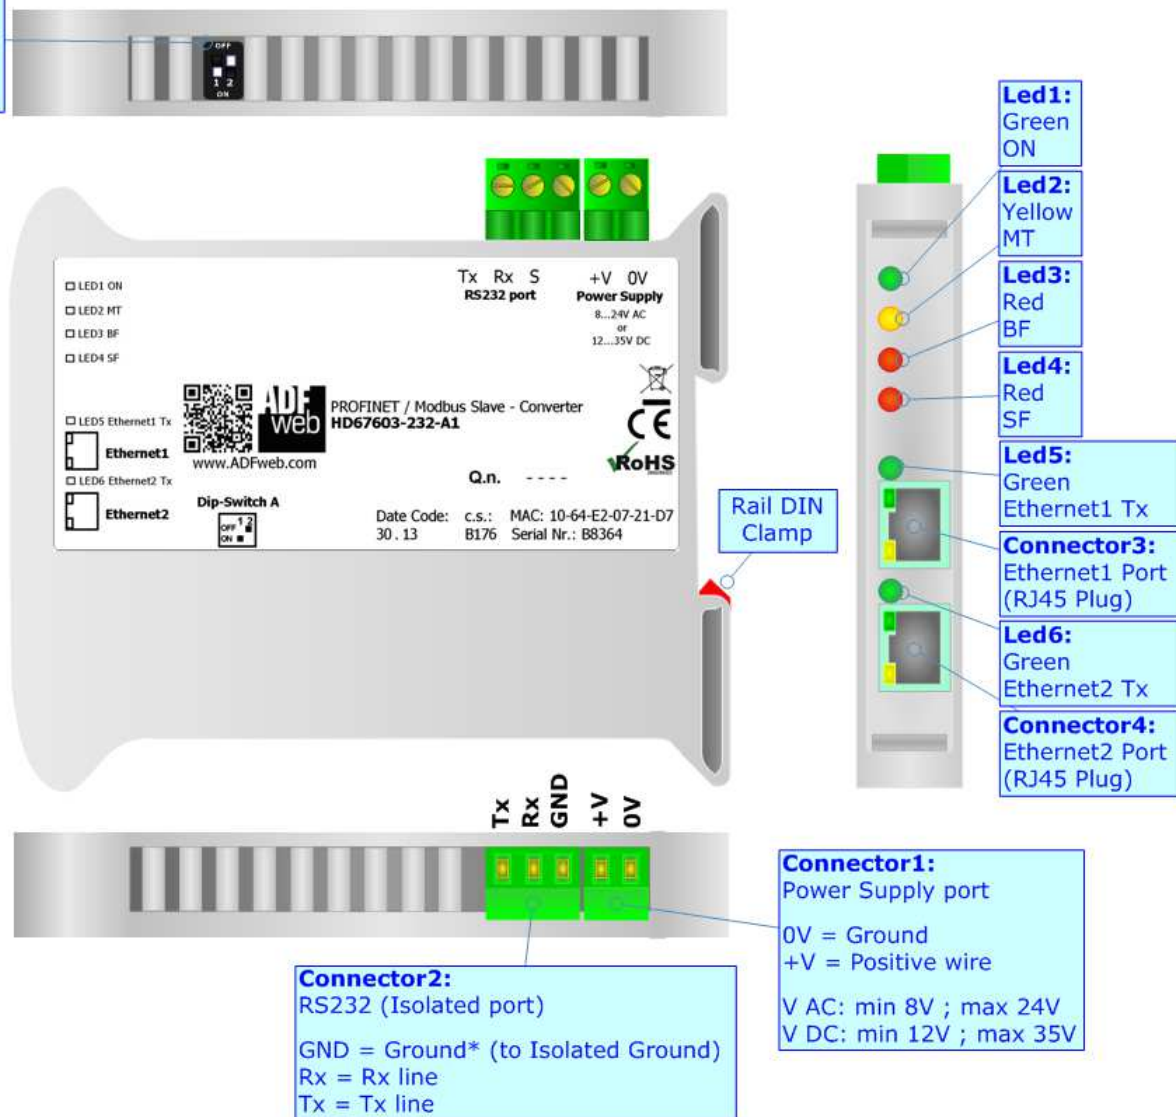 OFF
1 2
ON
Led1:
Green
ON
Led2:
Yellow
MT
Led3:
Red
BF
Led4:
Red
SF
Led5:
Green
Ethernet1 Tx
Connector3:
Ethernet1 Port
(RJ45 Plug)
Led6:
Green
Ethernet2 Tx
Connector4:
Ethernet2 Port
(RJ45 Plug)
LED1 ON
LED2 MT
LED3 BF
LED4 SF
LED5 Ethernet1 Tx
Ethernet1
LED6 Ethernet2 Tx
Ethernet2
Tx Rx S
RS232 port
+V 0V
Power Supply
8...24V AC
or
12...35V DC
ADF
web
www.ADFweb.com
PROFINET / Modbus Slave - Converter
HD67603-232-A1
CE
RoHS
Q.n. - - - -
Dip-Switch A
1 2
OFF
ON
Date Code: c.s.: MAC: 10-64-E2-07-21-D7
30 . 13 B176 Serial Nr.: B8364
Rail DIN
Clamp
Tx Rx GND +V 0V
Connector1:
Power Supply port
0V = Ground
+V = Positive wire
V AC: min 8V ; max 24V
V DC: min 12V ; max 35V
Connector2:
RS232 (Isolated port)
GND = Ground* (to Isolated Ground)
Rx = Rx line
Tx = Tx line